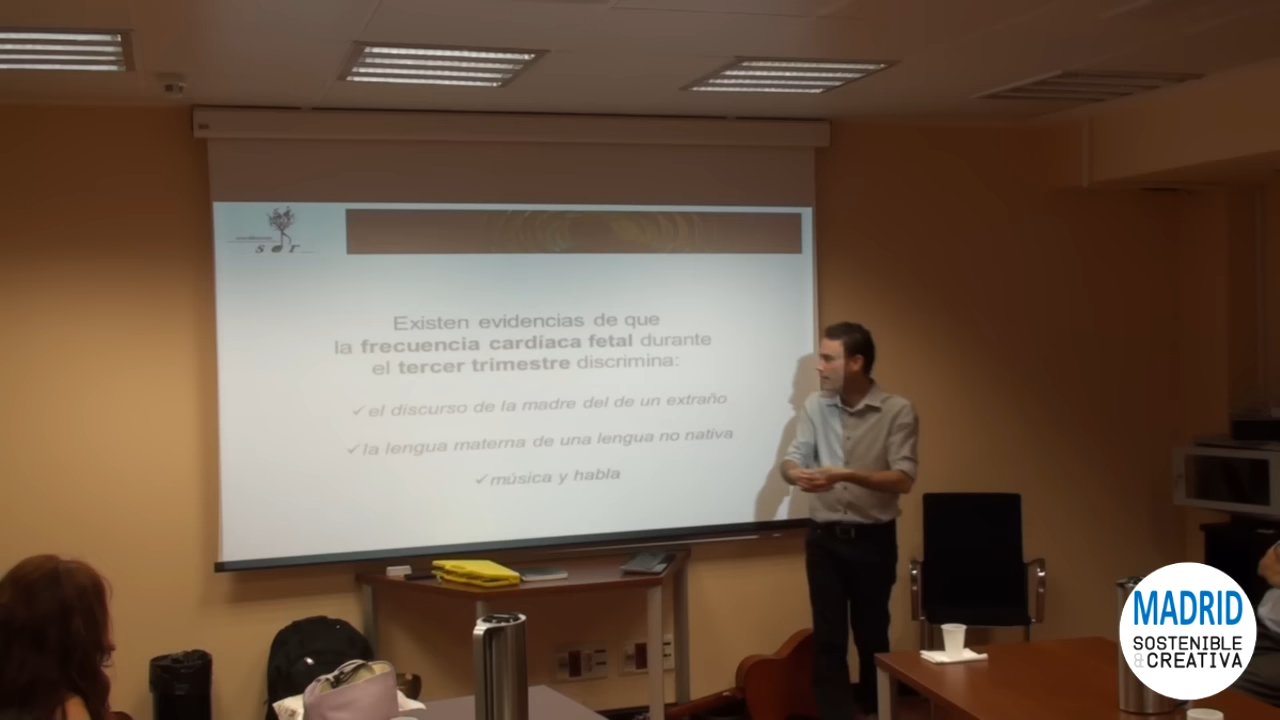 sor
Existen evidencias de que
la frecuencia cardíaca fetal durante
el tercer trimestre discrimina:
✓el discurso de la madre del de un extraño
✓la lengua materna de una lengua no nativa
✓música y habla
MADRID
SOSTENIBLE
CREATIVA